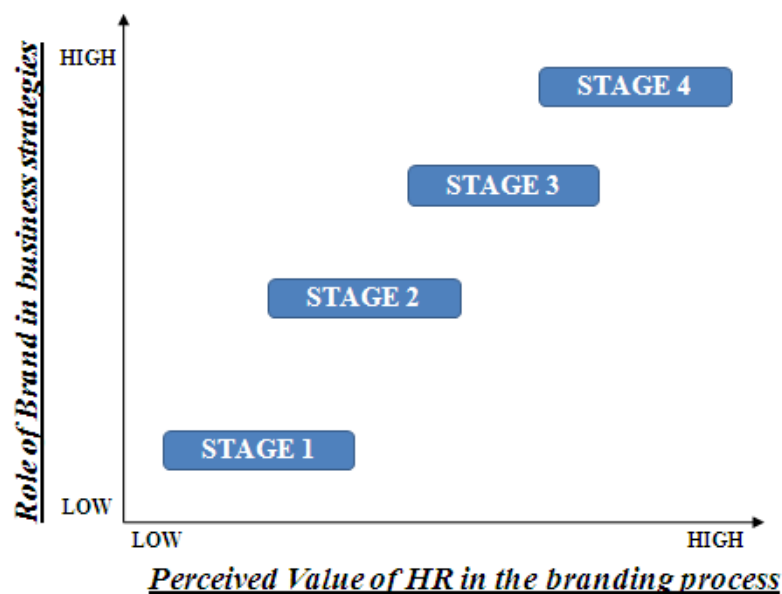 Role of Brand in business strategies
HIGH
STAGE 4
STAGE 3
STAGE 2
STAGE 1
LOW
LOW
HIGH
Perceived Value of HR in the branding process